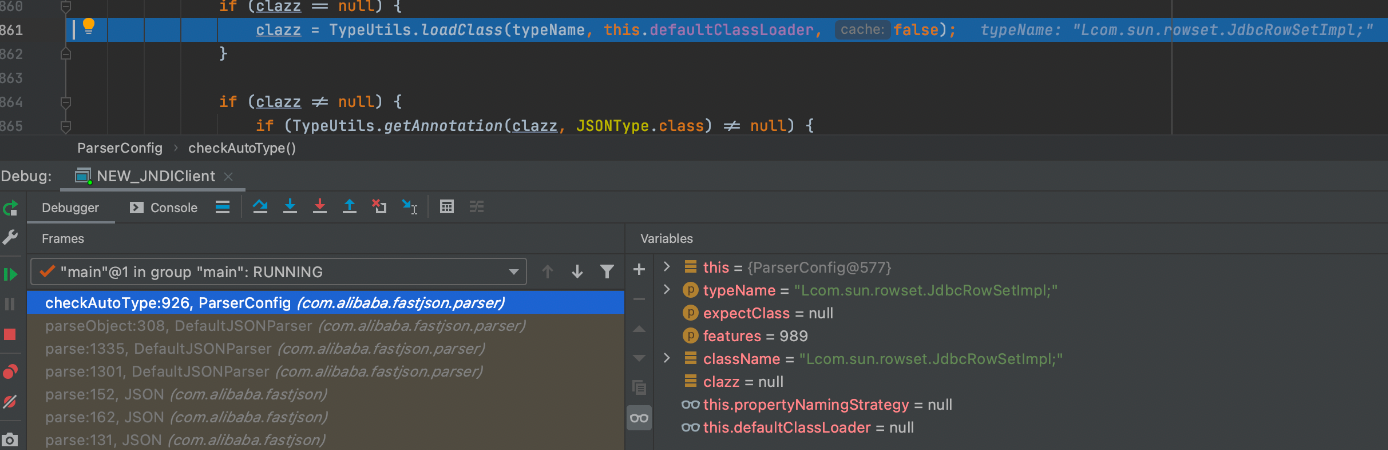 860 if (clazz == null) {
861 clazz = TypeUtils.loadClass(typeName, this.defaultClassLoader, cache: false); typeName: "Lcom.sun.rowset.JdbcRowSetImpl;"
862 }
863
864 if (clazz ≠ null) {
865 if (TypeUtils.getAnnotation(clazz, JSONType.class) ≠ null) {
ParserConfig › checkAutoType()
Debug: NEW_JNDIClient ×
Debugger Console
Frames Variables
"main"@1 in group "main": RUNNING
checkAutoType:926, ParserConfig (com.alibaba.fastjson.parser)
parseObject:308, DefaultJSONParser (com.alibaba.fastjson.parser)
parse:1335, DefaultJSONParser (com.alibaba.fastjson.parser)
parse:1301, DefaultJSONParser (com.alibaba.fastjson.parser)
parse:152, JSON (com.alibaba.fastjson)
parse:162, JSON (com.alibaba.fastjson)
parse:131, JSON (com.alibaba.fastjson)
this = {ParserConfig@577}
typeName = "Lcom.sun.rowset.JdbcRowSetImpl;"
expectClass = null
features = 989
className = "Lcom.sun.rowset.JdbcRowSetImpl;"
clazz = null
this.propertyNamingStrategy = null
this.defaultClassLoader = null